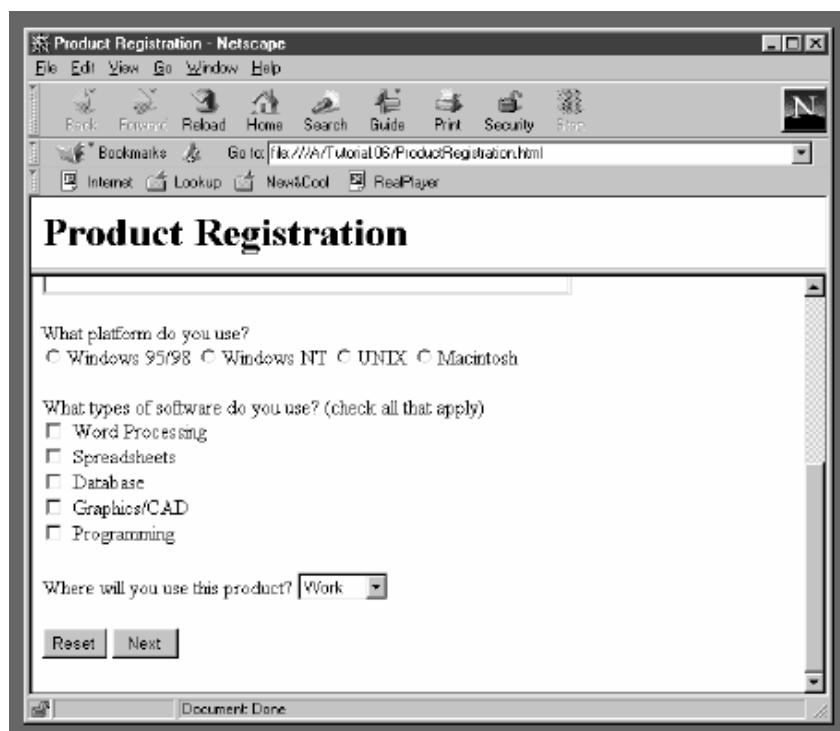 Product Registration - Netscape
File Edit View Go Window Help
Back Forward Reload Home Search Guide Print Security Stop
N
Bookmarks Go to: file:///A/Tutorial.06/ProductRegistration.html
Internet Lookup New&Cool RealPlayer
Product Registration
What platform do you use?
Windows 95/98 Windows NT UNIX Macintosh
What types of software do you use? (check all that apply)
Word Processing
Spreadsheets
Database
Graphics/CAD
Programming
Where will you use this product? Work
Reset Next
Document: Done